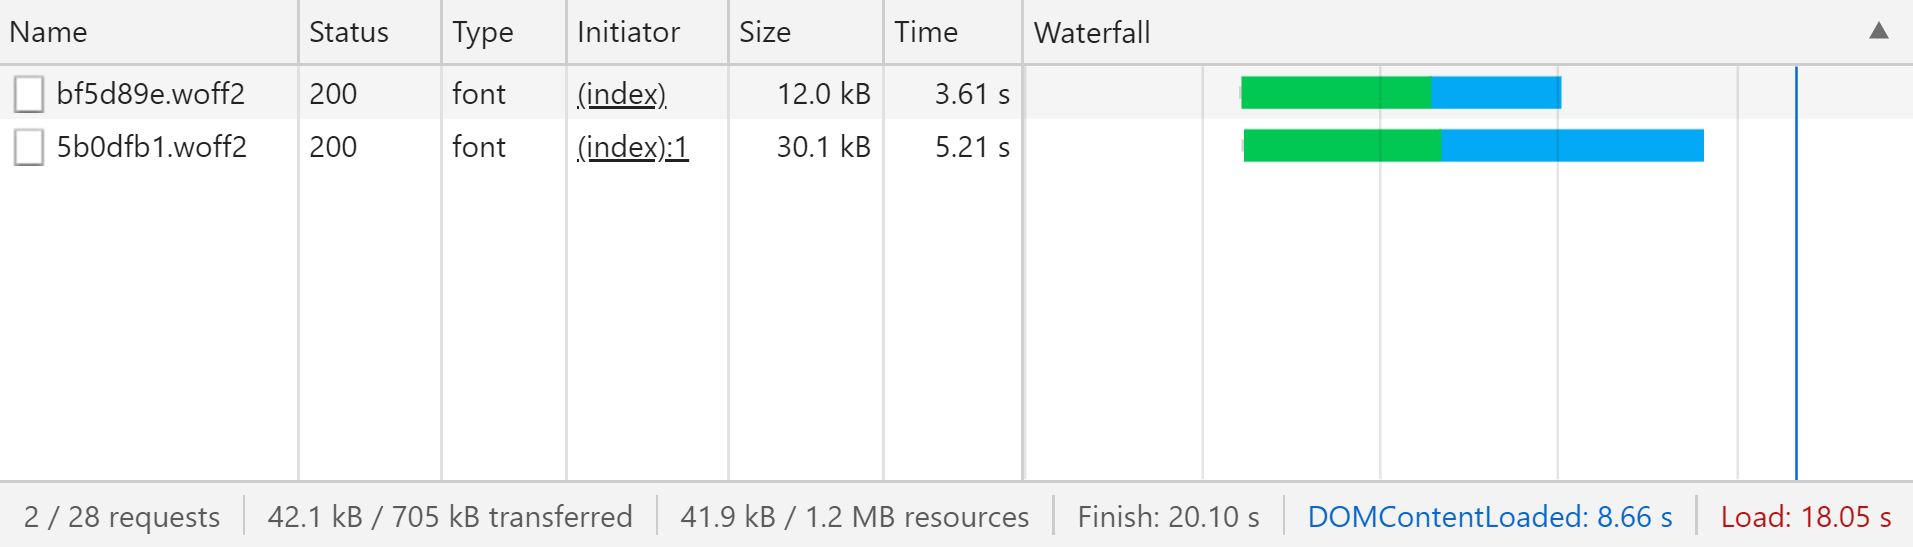 Name Status Type Initiator Size Time Waterfall ▲
bf5d89e.woff2 200 font (index) 12.0 kB 3.61 s
5b0dfb1.woff2 200 font (index):1 30.1 kB 5.21 s
2 / 28 requests 42.1 kB / 705 kB transferred 41.9 kB / 1.2 MB resources Finish: 20.10 s DOMContentLoaded: 8.66 s Load: 18.05 s